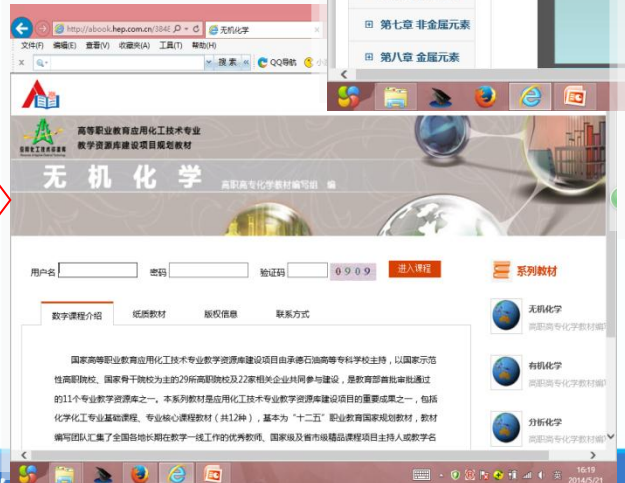 http://abook.hep.com.cn/384
无机化学
文件(F) 编辑(E) 查看(V) 收藏夹(A) 工具(T) 帮助(H)
x
搜索
QQ导航
第七章 非金属元素
第八章 金属元素
高等职业教育应用化工技术专业
教学资源库建设项目规划教材
无机化学
高职高专化学教材编写组 编
用户名
密码
验证码
0909
进入课程
系列教材
数字课程介绍
纸质教材
版权信息
联系方式
国家高等职业教育应用化工技术专业教学资源库建设项目由承德石油高等专科学校主持，以国家示范
性高职院校、国家骨干院校为主的29所高职院校及22家相关企业共同参与建设，是教育部首批审批通过
的11个专业教学资源库之一。本系列教材是应用化工技术专业教学资源库建设项目的重要成果之一，包括
化学化工专业基础课程、专业核心课程教材（共12种），基本为“十二五”职业教育国家规划教材，教材
编写团队汇集了全国各地长期在教学一线工作的优秀教师、国家级及省市级精品课程项目主持人或教学名
无机化学
高职高专化学教材编
有机化学
高职高专化学教材编
分析化学
高职高专化学教材编
16:19
2014/5/21